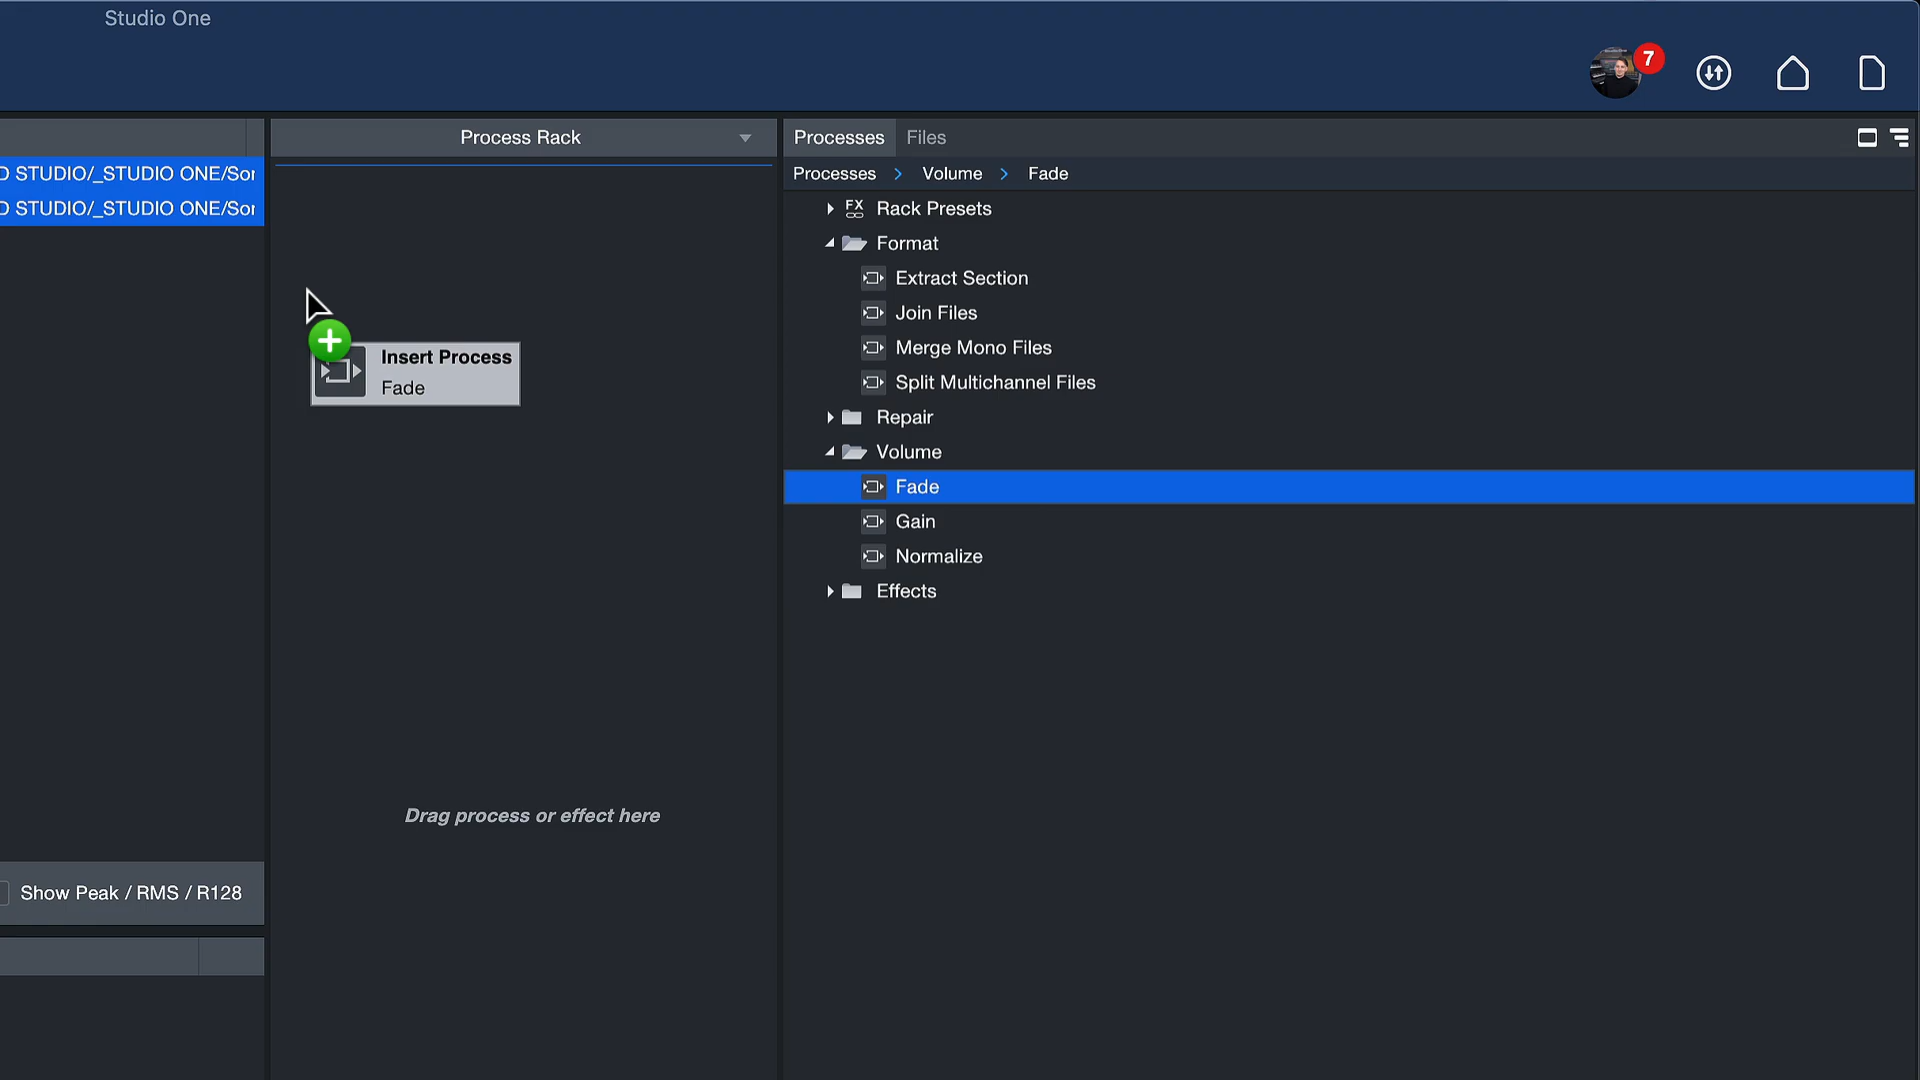 Studio One
7
Process Rack
Processes
Files
D STUDIO/_STUDIO ONE/Sor
D STUDIO/_STUDIO ONE/Sor
Processes > Volume > Fade
FX Rack Presets
Format
Extract Section
Join Files
Merge Mono Files
Split Multichannel Files
Repair
Volume
Fade
Gain
Normalize
Effects
Insert Process
Fade
Drag process or effect here
Show Peak / RMS / R128